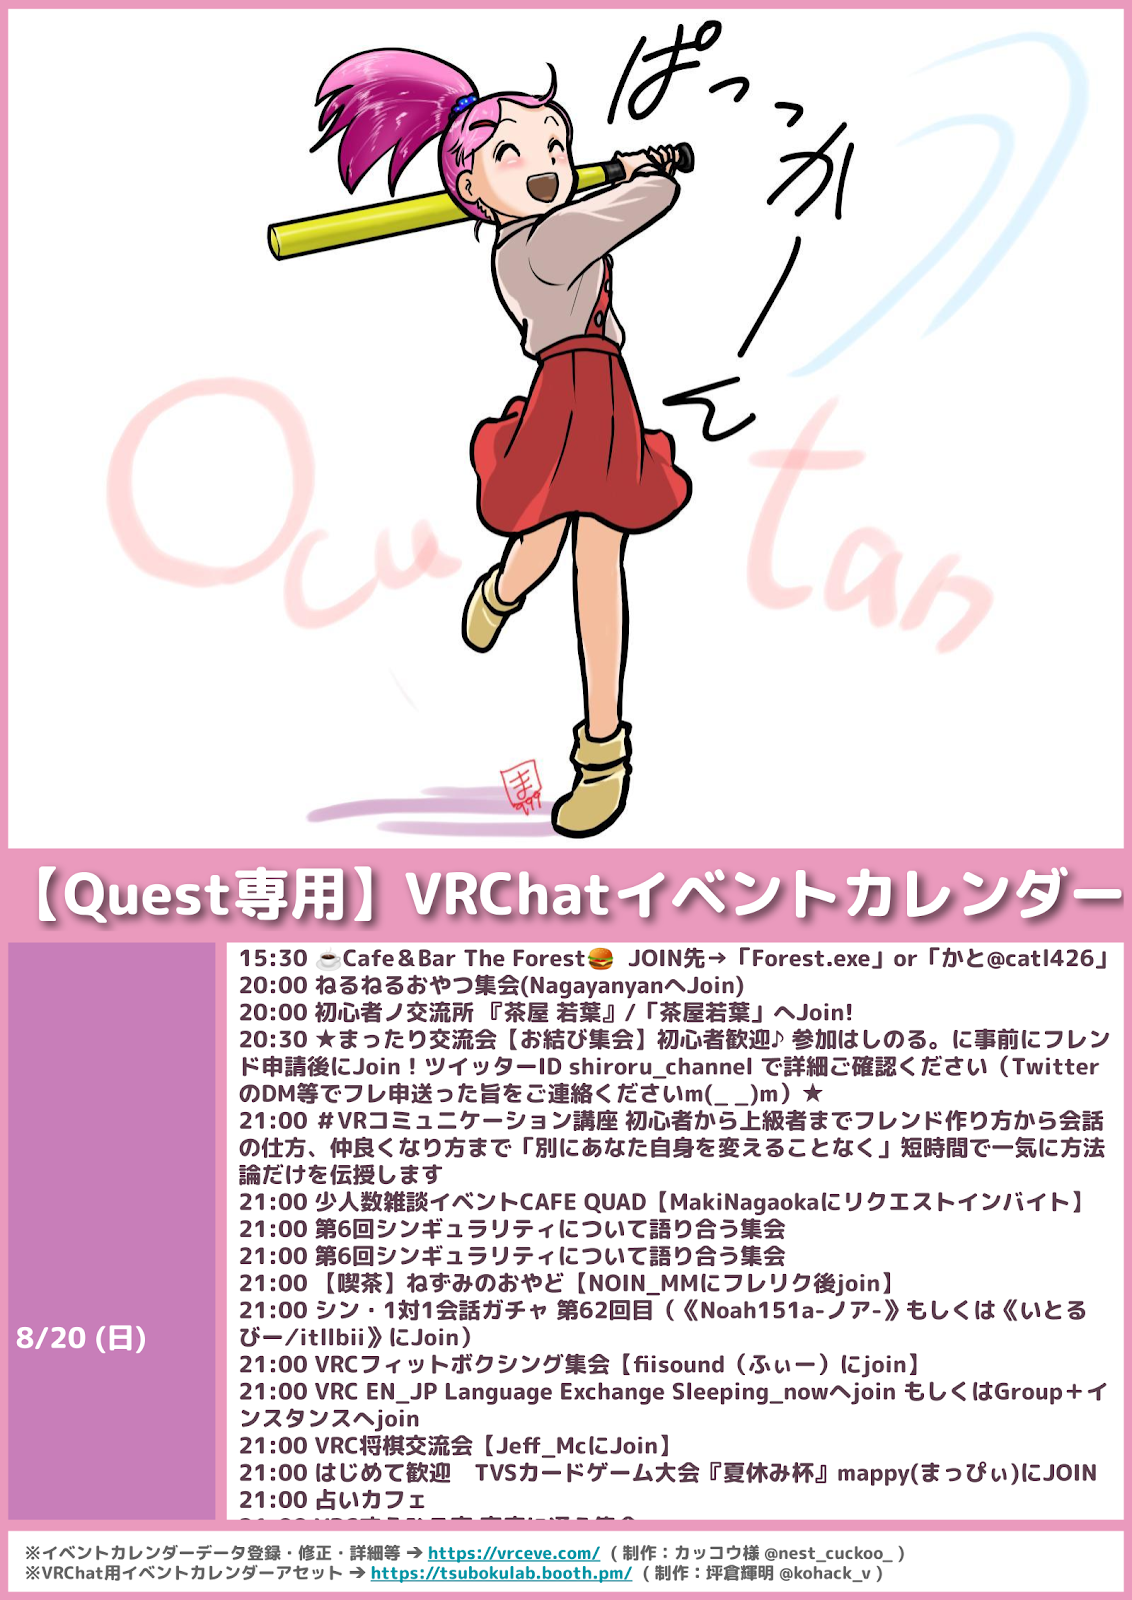 ぱっっかーん
Ocu tan
ま
999
【Quest専用】VRChatイベントカレンダー
8/20 (日)
15:30 ☕Cafe＆Bar The Forest🍔 JOIN先→「Forest.exe」or「かと@catl426」
20:00 ねるねるおやつ集会(NagayanyanへJoin)
20:00 初心者ノ交流所 『茶屋 若葉』/「茶屋若葉」へJoin!
20:30 ★まったり交流会【お結び集会】初心者歓迎♪ 参加はしのる。に事前にフレン
ド申請後にJoin！ツイッターID shiroru_channel で詳細ご確認ください（Twitter
のDM等でフレ申送った旨をご連絡くださいm(_ _)m）★
21:00 ＃VRコミュニケーション講座 初心者から上級者までフレンド作り方から会話
の仕方、仲良くなり方まで「別にあなた自身を変えることなく」短時間で一気に方法
論だけを伝授します
21:00 少人数雑談イベントCAFE QUAD【MakiNagaokaにリクエストインバイト】
21:00 第6回シンギュラリティについて語り合う集会
21:00 第6回シンギュラリティについて語り合う集会
21:00 【喫茶】ねずみのおやど【NOIN_MMにフレリク後join】
21:00 シン・1対1会話ガチャ 第62回目（《Noah151a-ノア-》もしくは《いとる
びー/itllbii》にJoin）
21:00 VRCフィットボクシング集会【fiisound（ふぃー）にjoin】
21:00 VRC EN_JP Language Exchange Sleeping_nowへjoin もしくはGroup＋イ
ンスタンスへjoin
21:00 VRC将棋交流会【Jeff_McにJoin】
21:00 はじめて歓迎　TVSカードゲーム大会『夏休み杯』mappy(まっぴぃ)にJOIN
21:00 占いカフェ
※イベントカレンダーデータ登録・修正・詳細等 ➔ https://vrceve.com/ （ 制作：カッコウ様 @nest_cuckoo_ ）
※VRChat用イベントカレンダーアセット ➔ https://tsubokulab.booth.pm/ （ 制作：坪倉輝明 @kohack_v ）